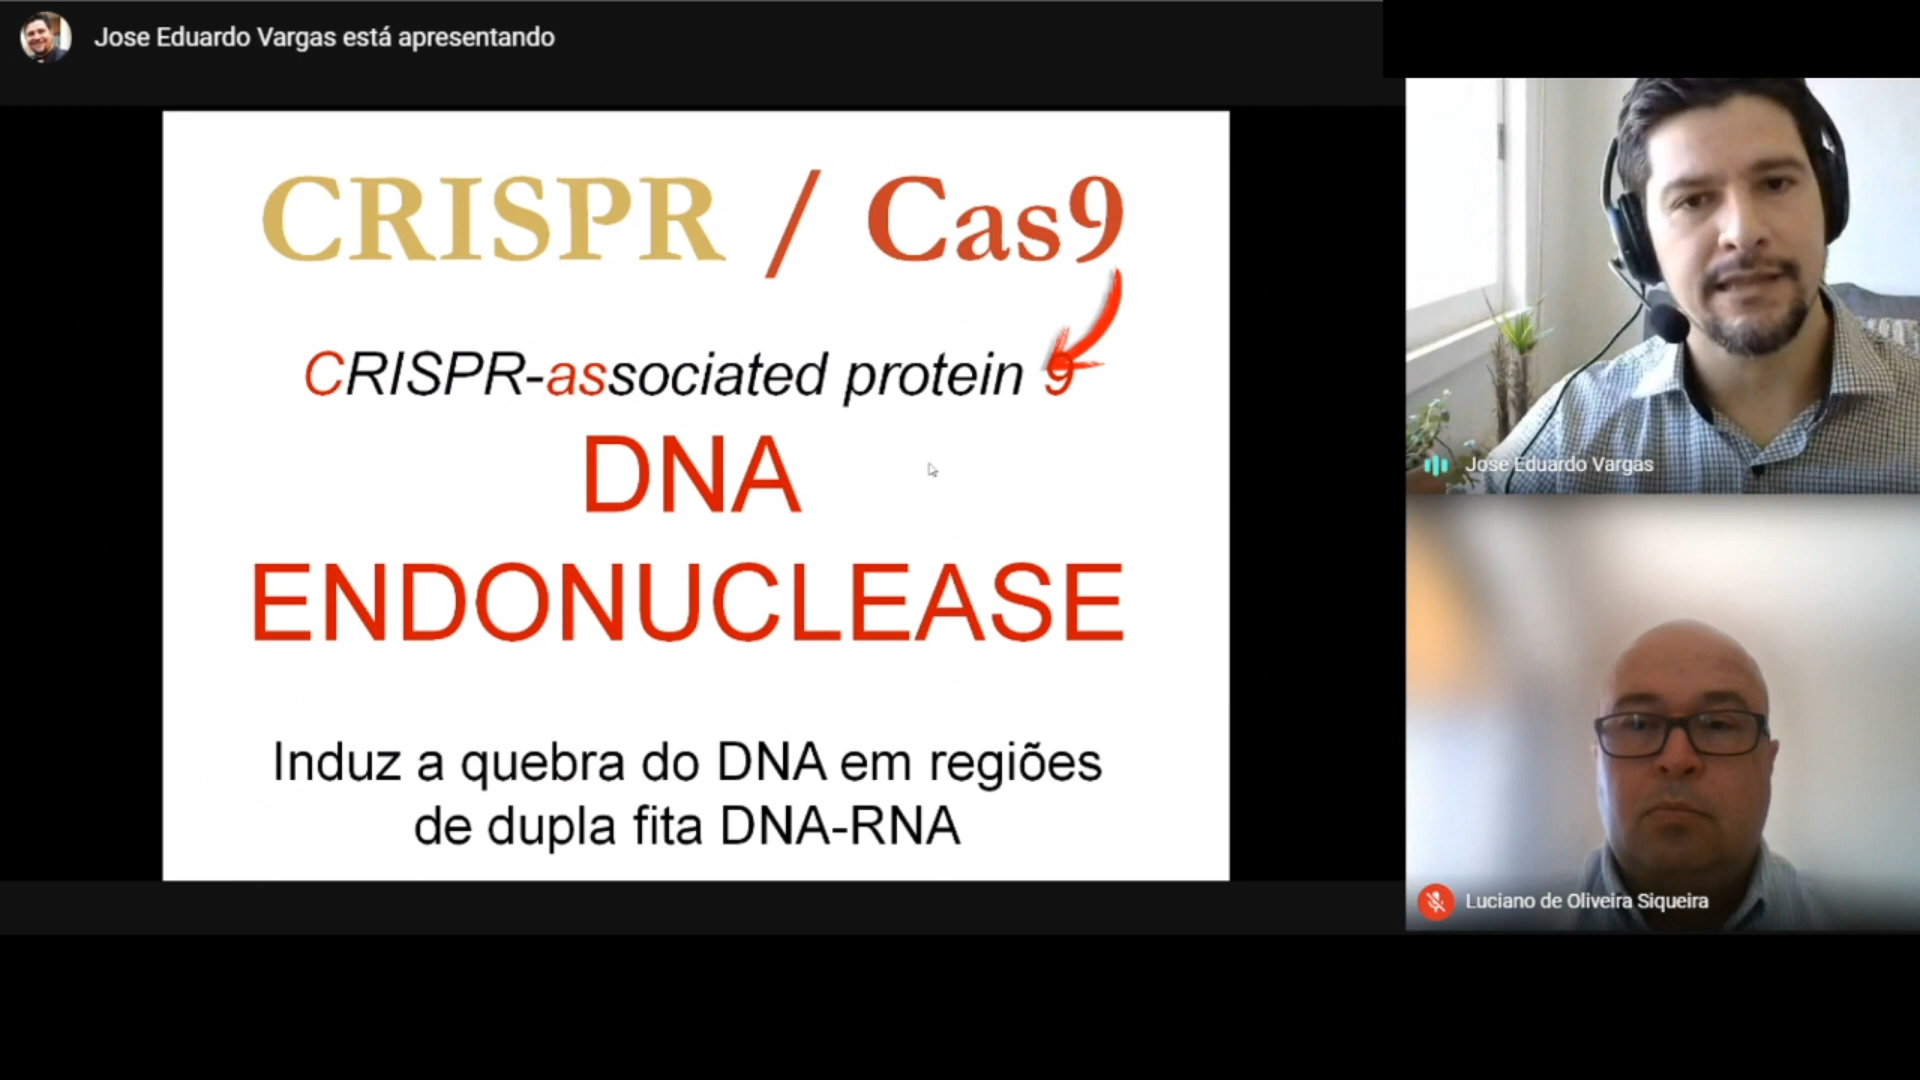 Jose Eduardo Vargas está apresentando
CRISPR / Cas9
CRISPR-associated protein 9
DNA
ENDONUCLEASE
Induz a quebra do DNA em regiões
de dupla fita DNA-RNA
Jose Eduardo Vargas
Luciano de Oliveira Siqueira